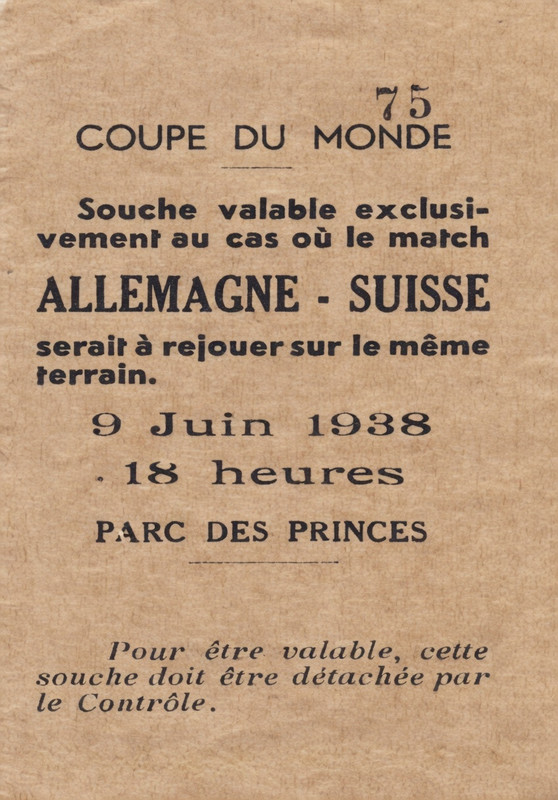 75
COUPE DU MONDE
Souche valable exclusi-
vement au cas où le match
ALLEMAGNE - SUISSE
serait à rejouer sur le même
terrain.
9 Juin 1938
18 heures
PARC DES PRINCES
Pour être valable, cette
souche doit être détachée par
le Contrôle.